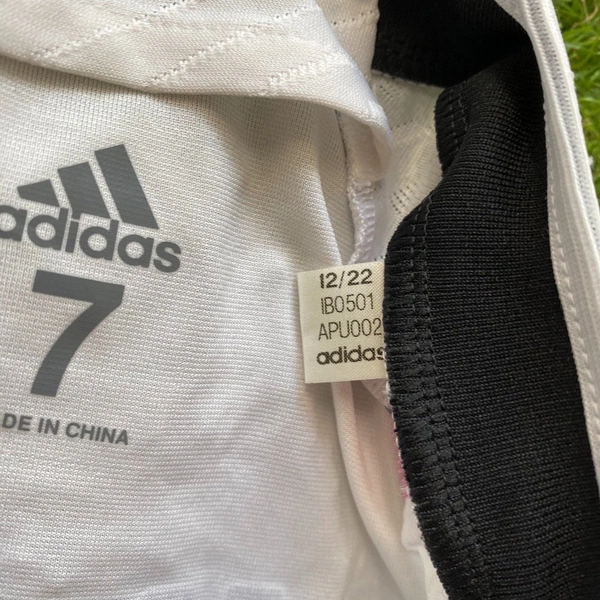 adidas
7
DE IN CHINA
12/22
IB0501
APU002
adidas